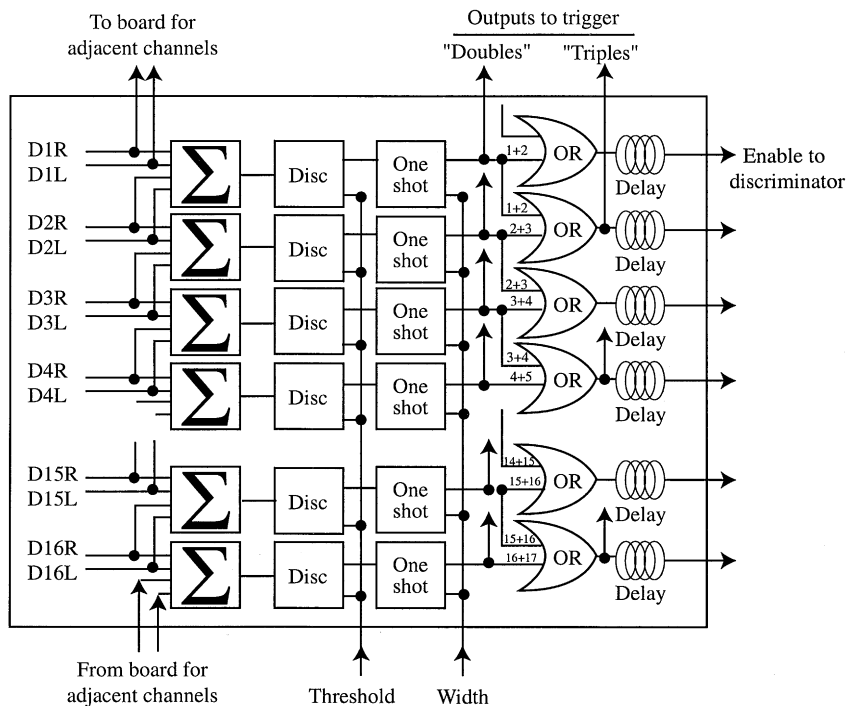 To board for
adjacent channels
Outputs to trigger
"Doubles"
"Triples"
D1R
D1L
Σ
Disc
One
shot
1+2
OR
Delay
Enable to
discriminator
D2R
D2L
Σ
Disc
One
shot
1+2
2+3
OR
Delay
D3R
D3L
Σ
Disc
One
shot
2+3
3+4
OR
Delay
D4R
D4L
Σ
Disc
One
shot
3+4
4+5
OR
Delay
D15R
D15L
Σ
Disc
One
shot
14+15
15+16
OR
Delay
D16R
D16L
Σ
Disc
One
shot
15+16
16+17
OR
Delay
From board for
adjacent channels
Threshold
Width